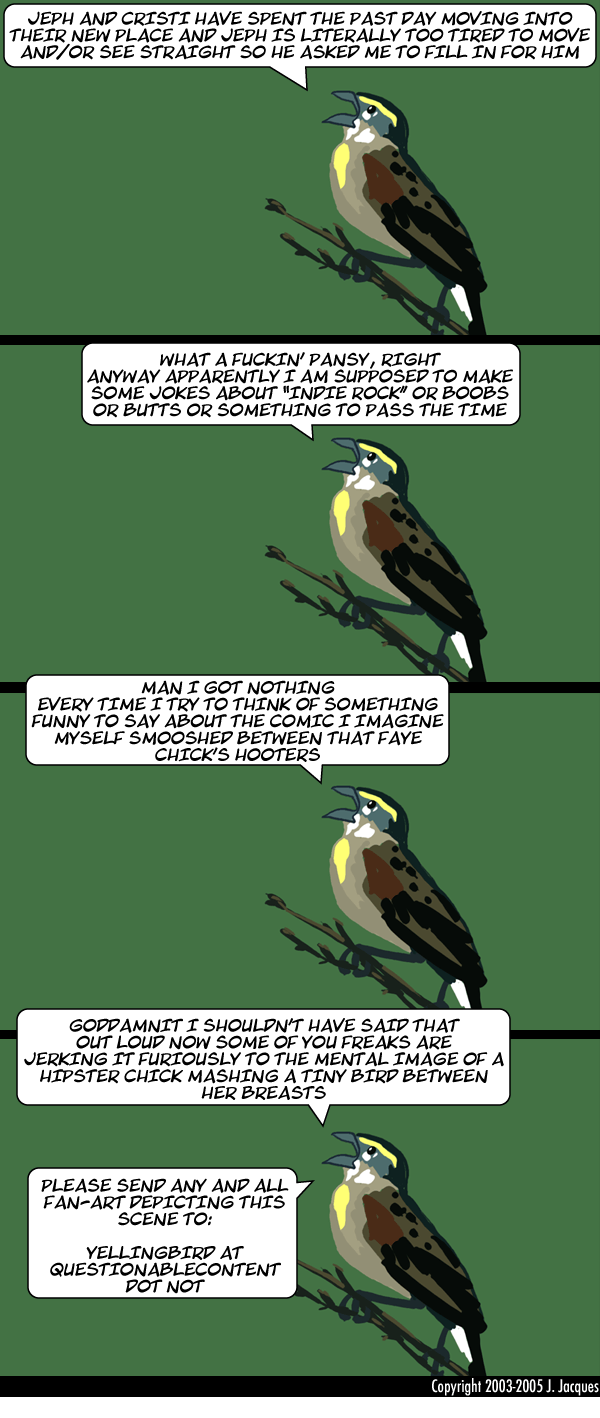 JEPH AND CRISTI HAVE SPENT THE PAST DAY MOVING INTO
THEIR NEW PLACE AND JEPH IS LITERALLY TOO TIRED TO MOVE
AND/OR SEE STRAIGHT SO HE ASKED ME TO FILL IN FOR HIM
WHAT A FUCKIN' PANSY, RIGHT
ANYWAY APPARENTLY I AM SUPPOSED TO MAKE
SOME JOKES ABOUT "INDIE ROCK" OR BOOBS
OR BUTTS OR SOMETHING TO PASS THE TIME
MAN I GOT NOTHING
EVERY TIME I TRY TO THINK OF SOMETHING
FUNNY TO SAY ABOUT THE COMIC I IMAGINE
MYSELF SMOOSHED BETWEEN THAT FAYE
CHICK'S HOOTERS
GODDAMNIT I SHOULDN'T HAVE SAID THAT
OUT LOUD NOW SOME OF YOU FREAKS ARE
JERKING IT FURIOUSLY TO THE MENTAL IMAGE OF A
HIPSTER CHICK MASHING A TINY BIRD BETWEEN
HER BREASTS
PLEASE SEND ANY AND ALL
FAN-ART DEPICTING THIS
SCENE TO:
YELLINGBIRD AT
QUESTIONABLECONTENT
DOT NOT
Copyright 2003-2005 J. Jacques